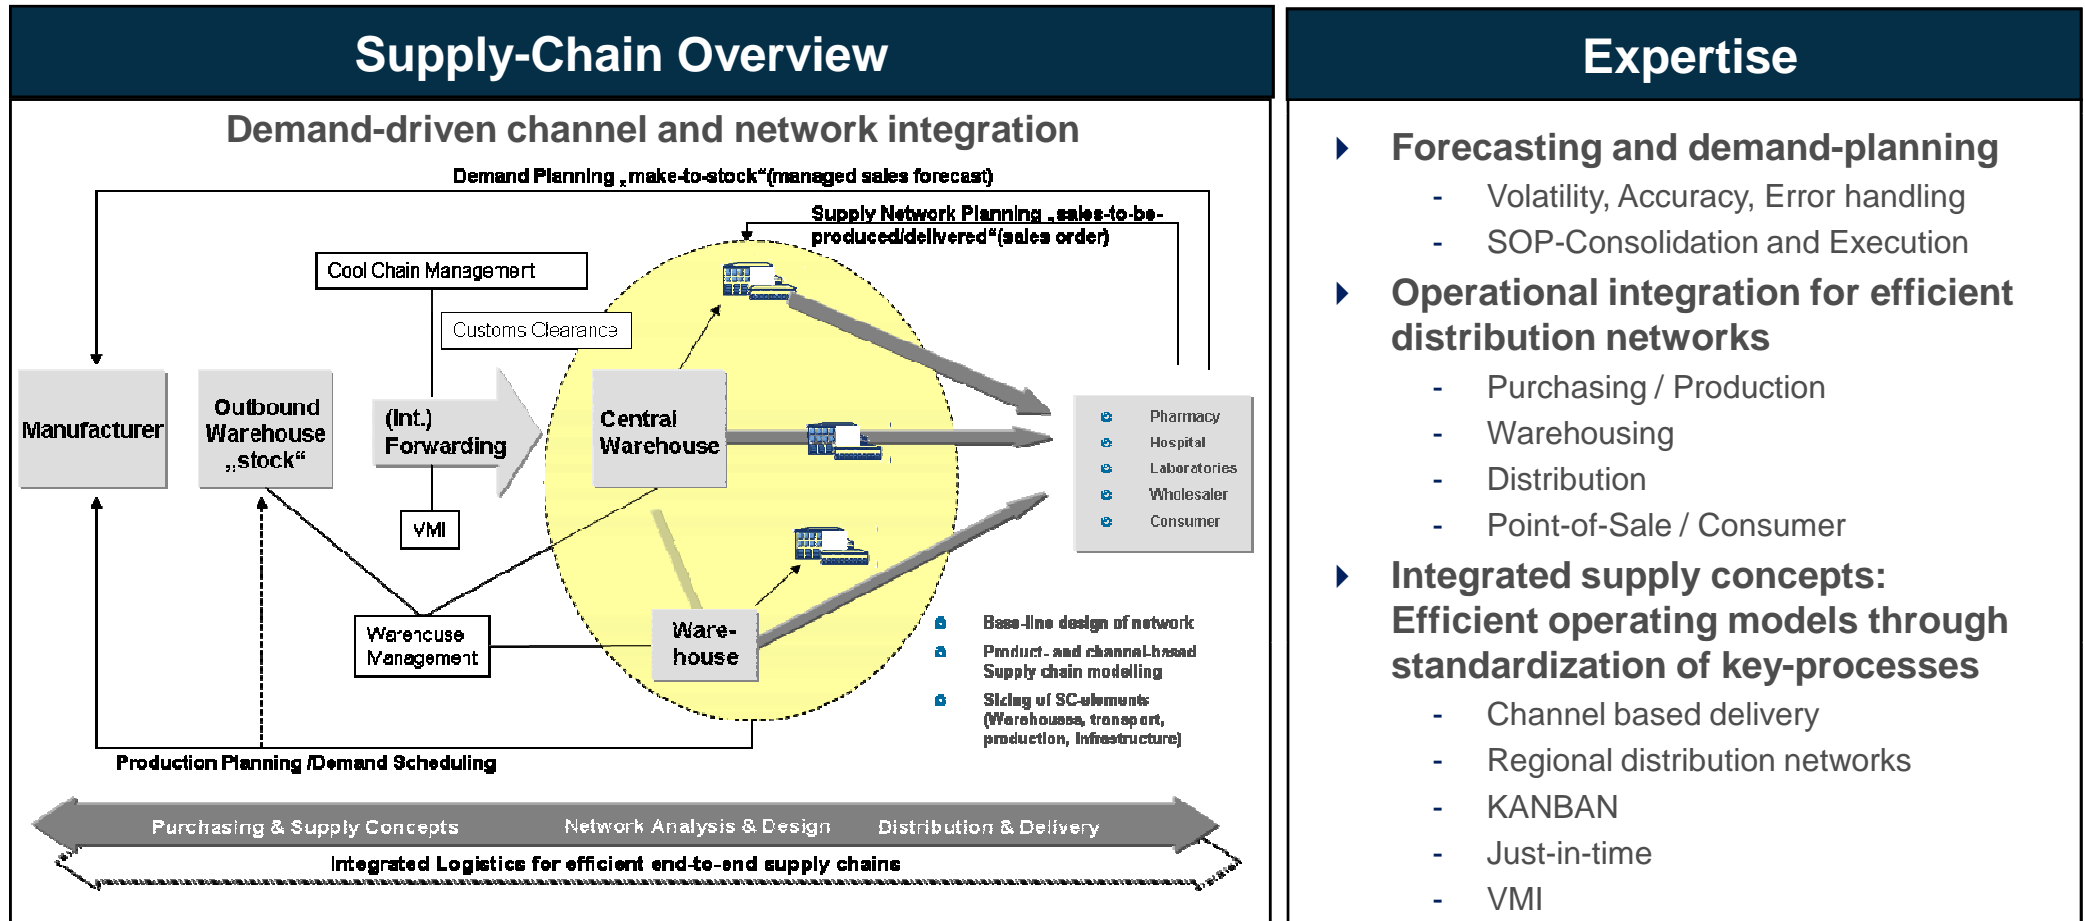 Supply-Chain Overview
Demand-driven channel and network integration
Demand Planning „make-to-stock“(managed sales forecast)
Supply Network Planning „sales-to-be-
produced/delivered“(sales order)
Cool Chain Management
Customs Clearance
Manufacturer
Outbound
Warehouse
„stock“
(Int.)
Forwarding
Central
Warehouse
Pharmacy
Hospital
Laboratories
Wholesaler
Consumer
VMI
Warehouse
Management
Ware-
house
Base-line design of network
Product- and channel-based
Supply chain modelling
Sizing of SC-elements
(Warehouses, transport,
production, Infrastructure)
Production Planning /Demand Scheduling
Purchasing & Supply Concepts
Network Analysis & Design
Distribution & Delivery
Integrated Logistics for efficient end-to-end supply chains
Expertise
Forecasting and demand-planning
- Volatility, Accuracy, Error handling
- SOP-Consolidation and Execution
Operational integration for efficient
distribution networks
- Purchasing / Production
- Warehousing
- Distribution
- Point-of-Sale / Consumer
Integrated supply concepts:
Efficient operating models through
standardization of key-processes
- Channel based delivery
- Regional distribution networks
- KANBAN
- Just-in-time
- VMI